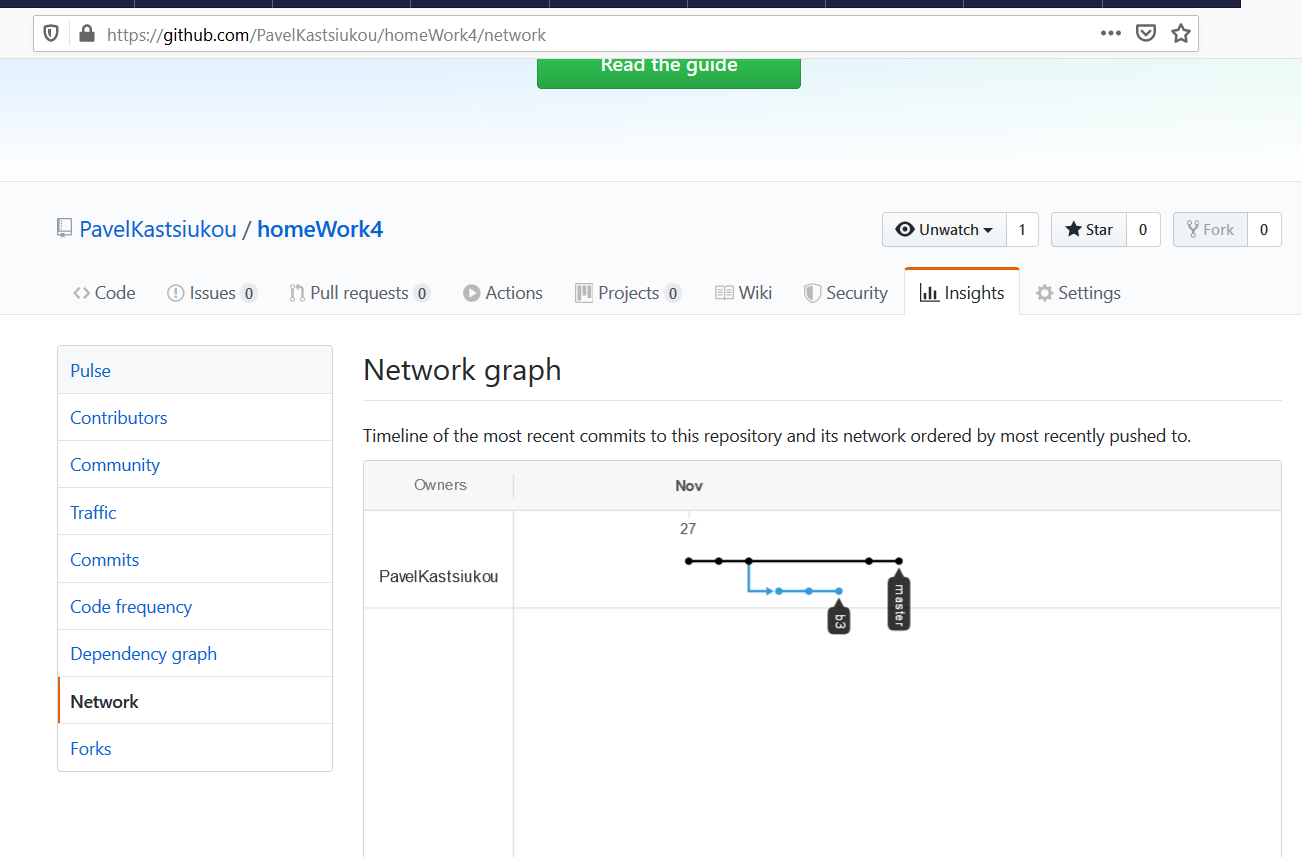 https://github.com/PavelKastsiukou/homeWork4/network
Read the guide
PavelKastsiukou / homeWork4
Unwatch 1 Star 0 Fork 0
Code Issues 0 Pull requests 0 Actions Projects 0 Wiki Security Insights Settings
Pulse
Contributors
Community
Traffic
Commits
Code frequency
Dependency graph
Network
Forks
Network graph
Timeline of the most recent commits to this repository and its network ordered by most recently pushed to.
Owners Nov
27
PavelKastsiukou
b3
master